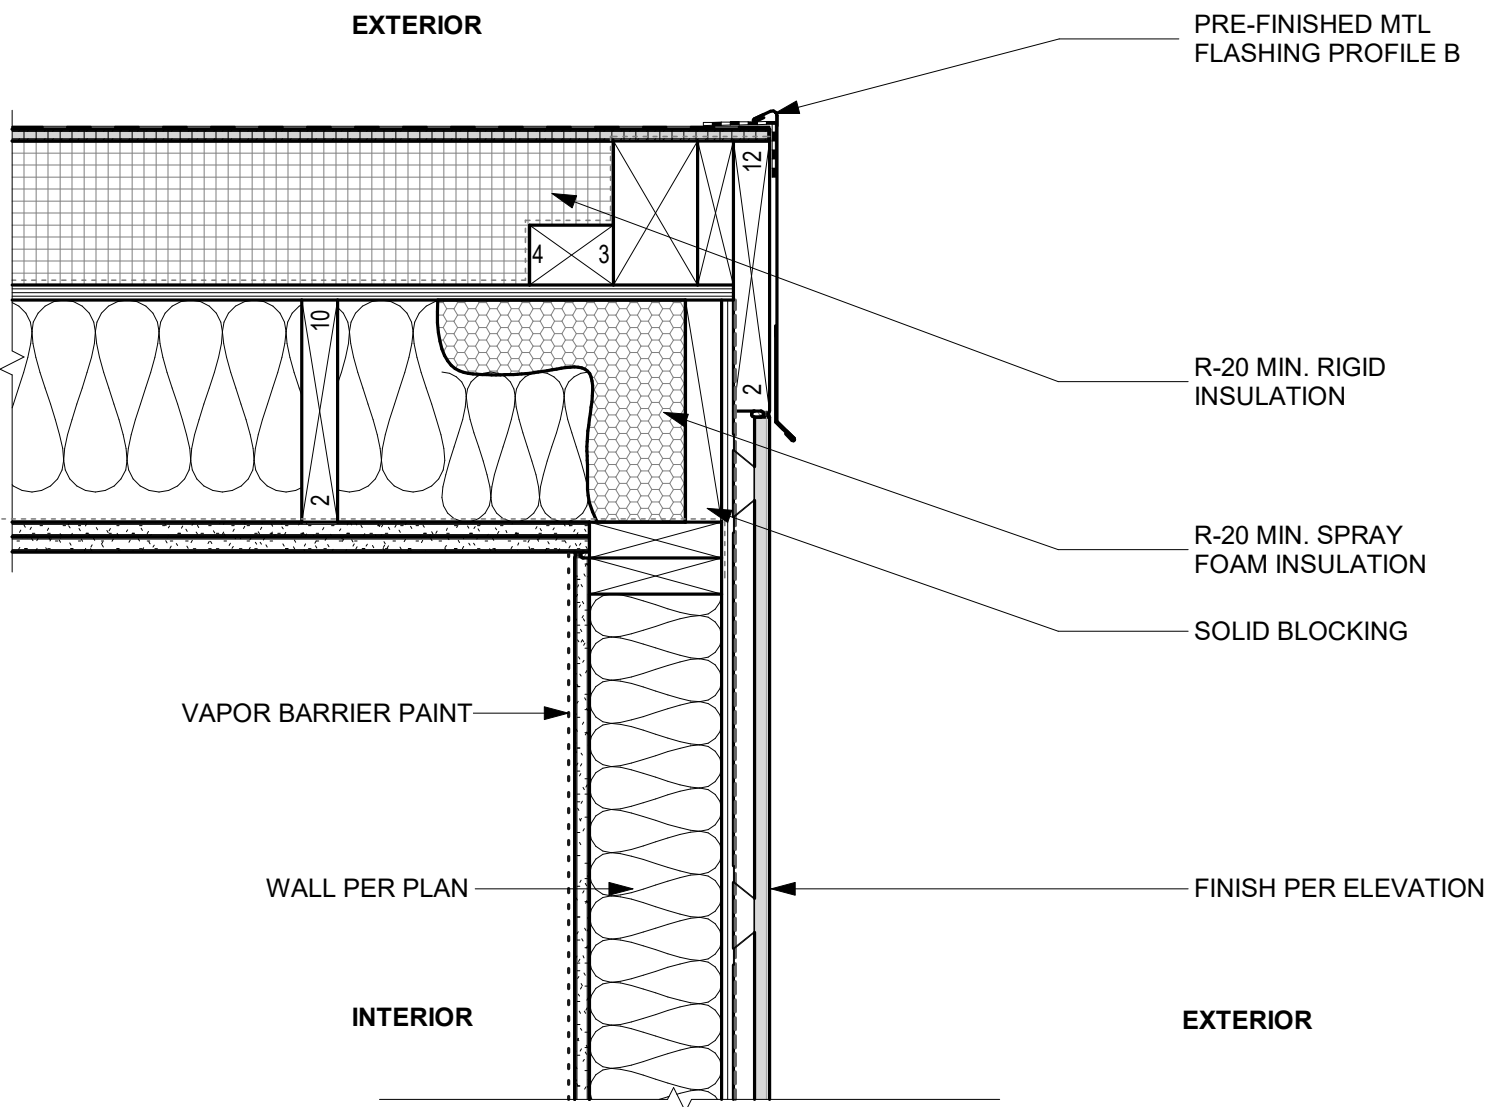 EXTERIOR
PRE-FINISHED MTL
FLASHING PROFILE B
12
4 3
10
R-20 MIN. RIGID
INSULATION
2
2
R-20 MIN. SPRAY
FOAM INSULATION
SOLID BLOCKING
VAPOR BARRIER PAINT
WALL PER PLAN
FINISH PER ELEVATION
INTERIOR
EXTERIOR